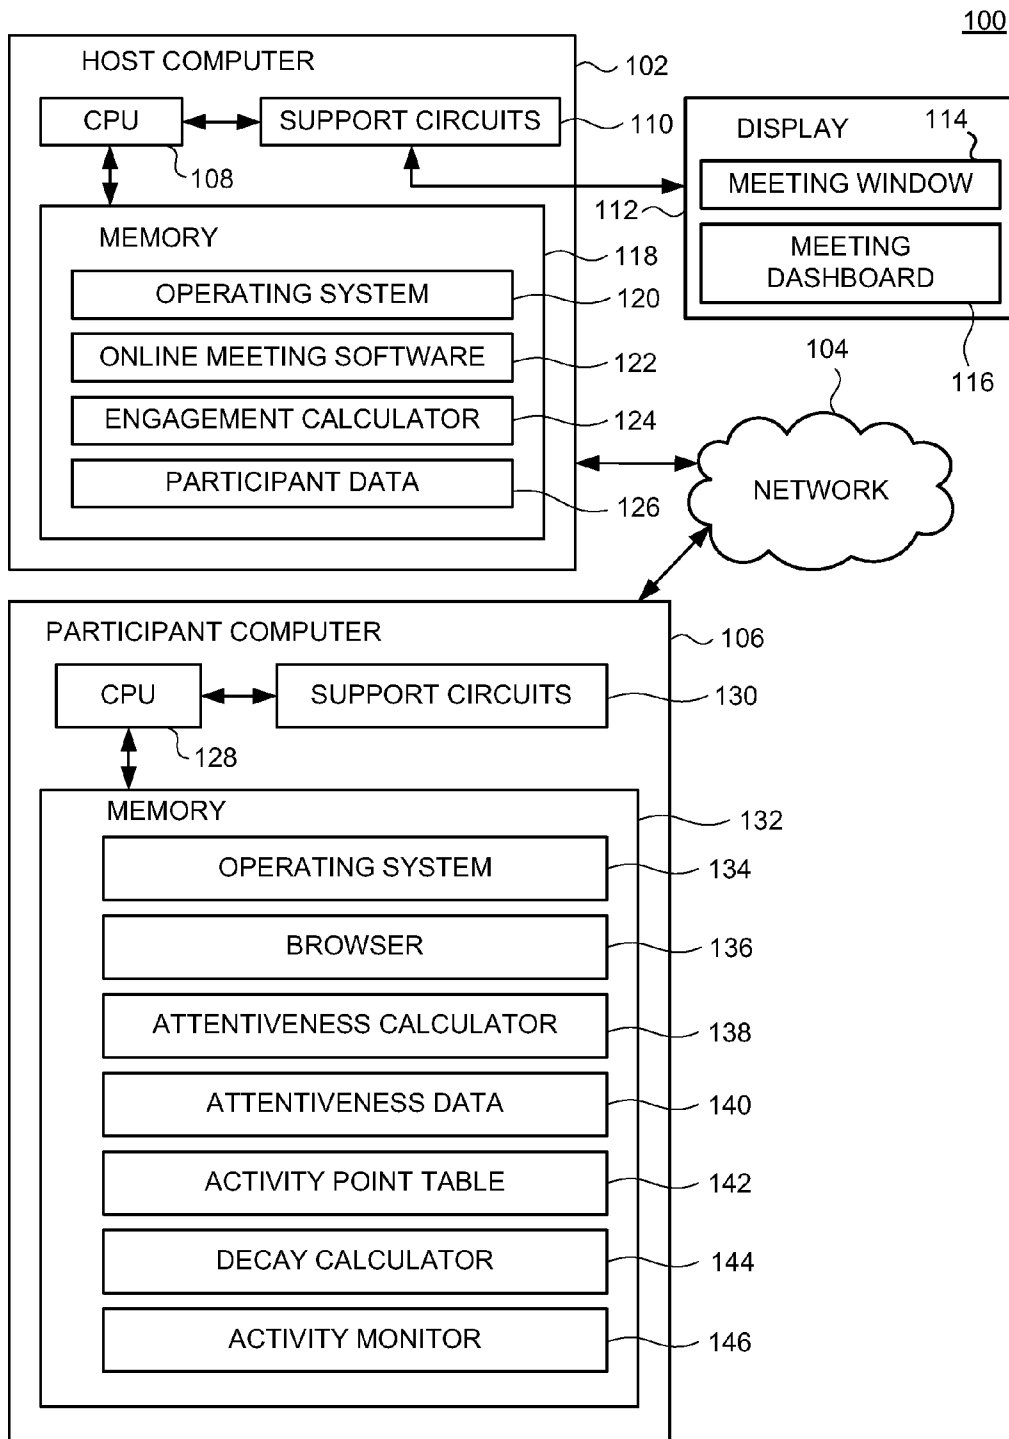 100
HOST COMPUTER
102
CPU
SUPPORT CIRCUITS
110
108
DISPLAY
114
MEETING WINDOW
112
MEETING
DASHBOARD
116
MEMORY
118
OPERATING SYSTEM
120
ONLINE MEETING SOFTWARE
122
ENGAGEMENT CALCULATOR
124
PARTICIPANT DATA
126
104
NETWORK
PARTICIPANT COMPUTER
106
CPU
SUPPORT CIRCUITS
130
128
MEMORY
132
OPERATING SYSTEM
134
BROWSER
136
ATTENTIVENESS CALCULATOR
138
ATTENTIVENESS DATA
140
ACTIVITY POINT TABLE
142
DECAY CALCULATOR
144
ACTIVITY MONITOR
146